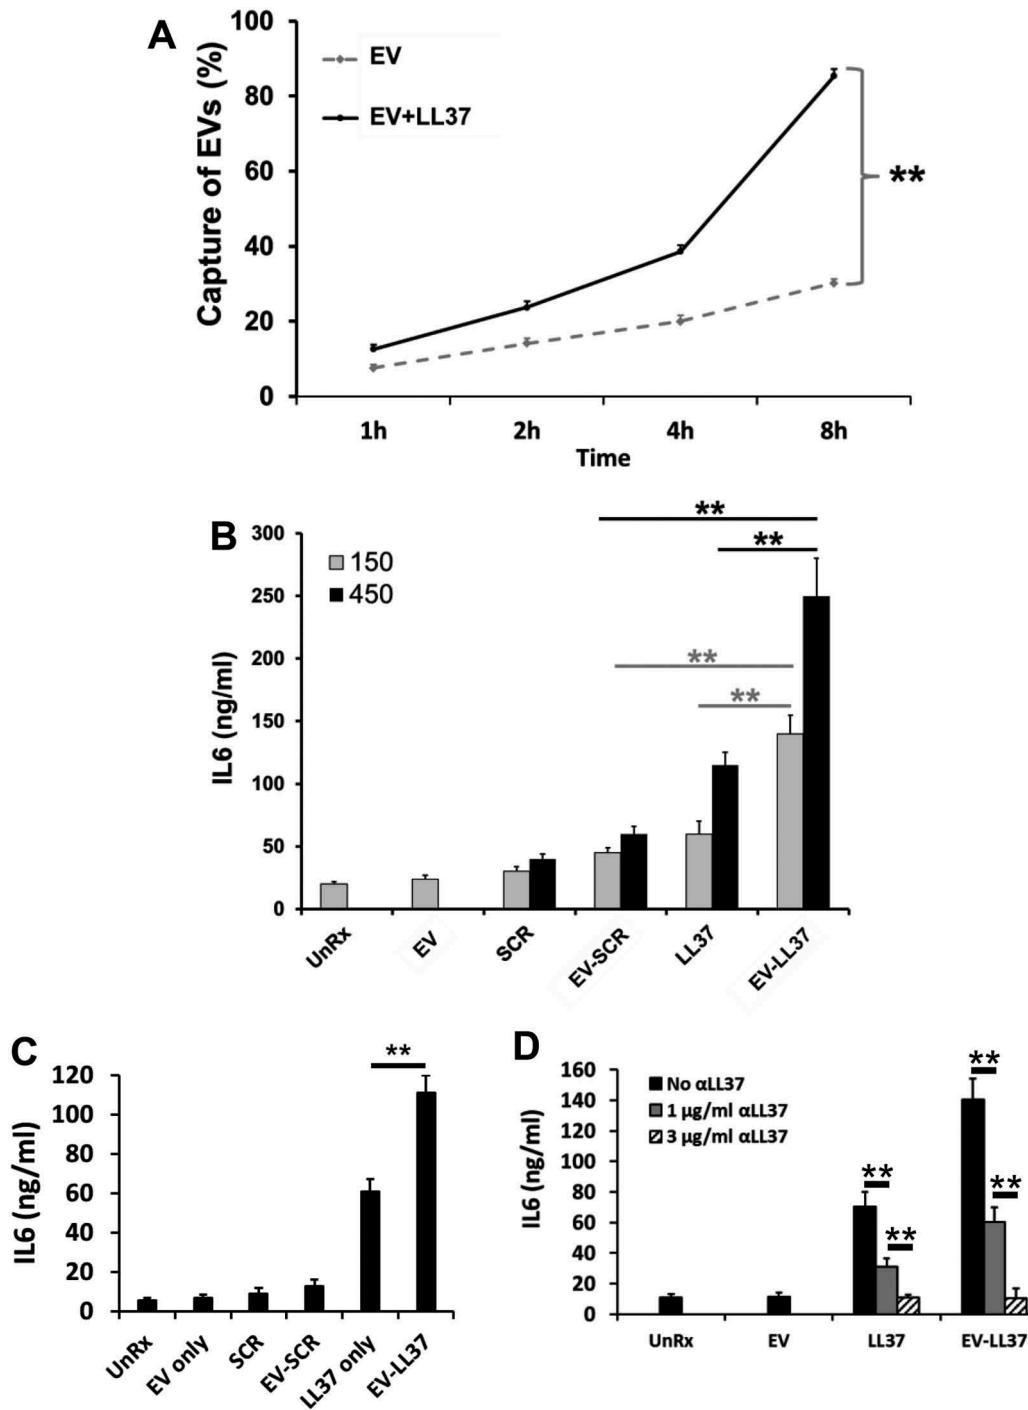 A
100
80
60
40
20
0
Capture of EVs (%)
EV
EV+LL37
**
1h 2h 4h 8h
Time
B
300
250
200
150
100
50
0
IL6 (ng/ml)
150
450
**
**
**
**
UnRx EV SCR EV-SCR LL37 EV-LL37
C
120
100
80
60
40
20
0
IL6 (ng/ml)
**
UnRx EV only SCR EV-SCR LL37 only EV-LL37
D
160
140
120
100
80
60
40
20
0
IL6 (ng/ml)
No αLL37
1 µg/ml αLL37
3 µg/ml αLL37
**
**
**
**
UnRx EV LL37 EV-LL37